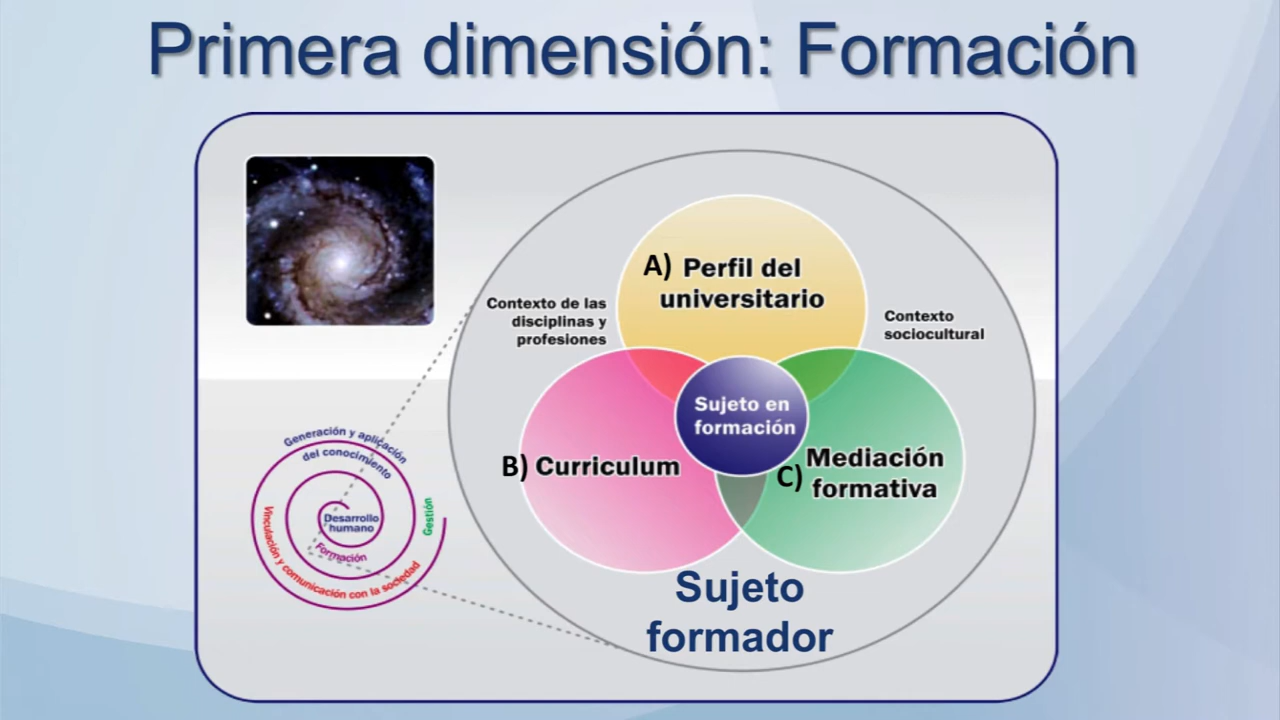 Primera dimensión: Formación
A) Perfil del
universitario
Contexto de las
disciplinas y
profesiones
Contexto
sociocultural
Sujeto en
formación
B) Curriculum
C) Mediación
formativa
Sujeto
formador
Generación y aplicación
del conocimiento
Desarrollo
humano
Formación
Gestión
Vinculación y comunicación con la sociedad